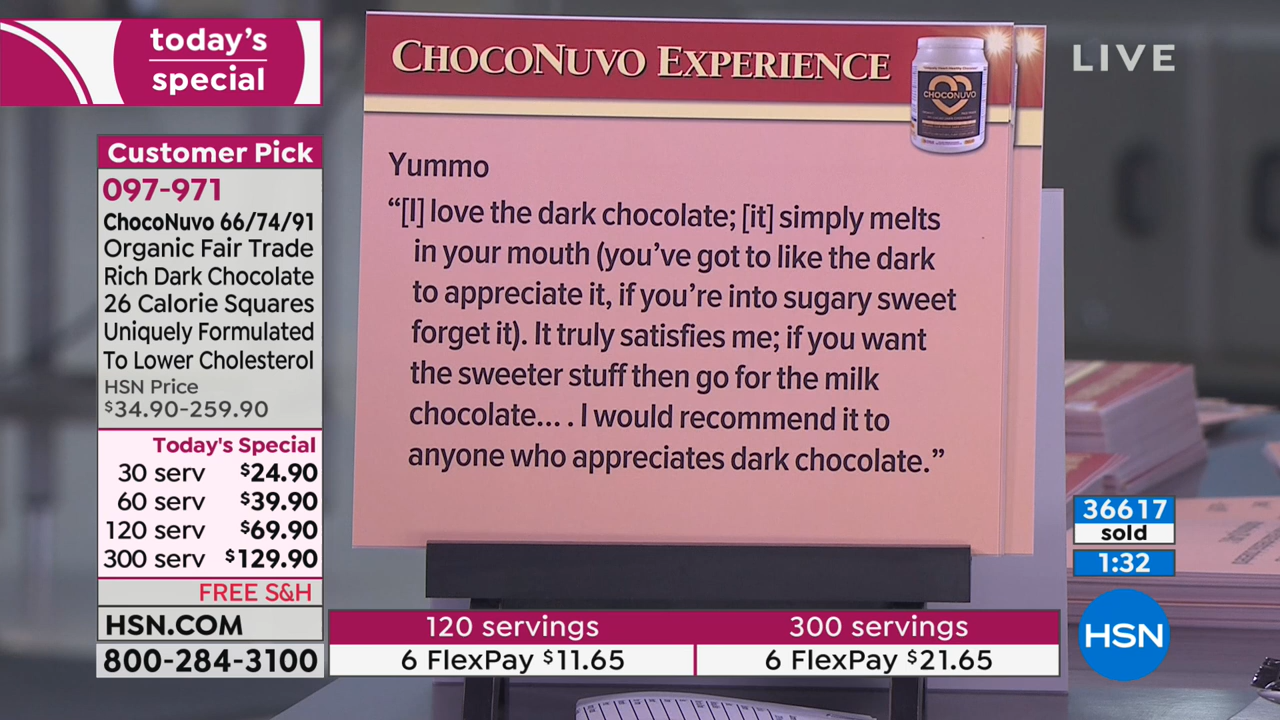 today's
special
Customer Pick
097-971
ChocoNuvo 66/74/91
Organic Fair Trade
Rich Dark Chocolate
26 Calorie Squares
Uniquely Formulated
To Lower Cholesterol
HSN Price
$34.90-259.90
Today's Special
30 serv $24.90
60 serv $39.90
120 serv $69.90
300 serv $129.90
FREE S&H
HSN.COM
800-284-3100
CHOCONUVO EXPERIENCE
CHOCONUVO
Yummo
“[I] love the dark chocolate; [it] simply melts
in your mouth (you’ve got to like the dark
to appreciate it, if you’re into sugary sweet
forget it). It truly satisfies me; if you want
the sweeter stuff then go for the milk
chocolate... . I would recommend it to
anyone who appreciates dark chocolate.”
LIVE
36617
sold
1:32
HSN
120 servings
6 FlexPay $11.65
300 servings
6 FlexPay $21.65